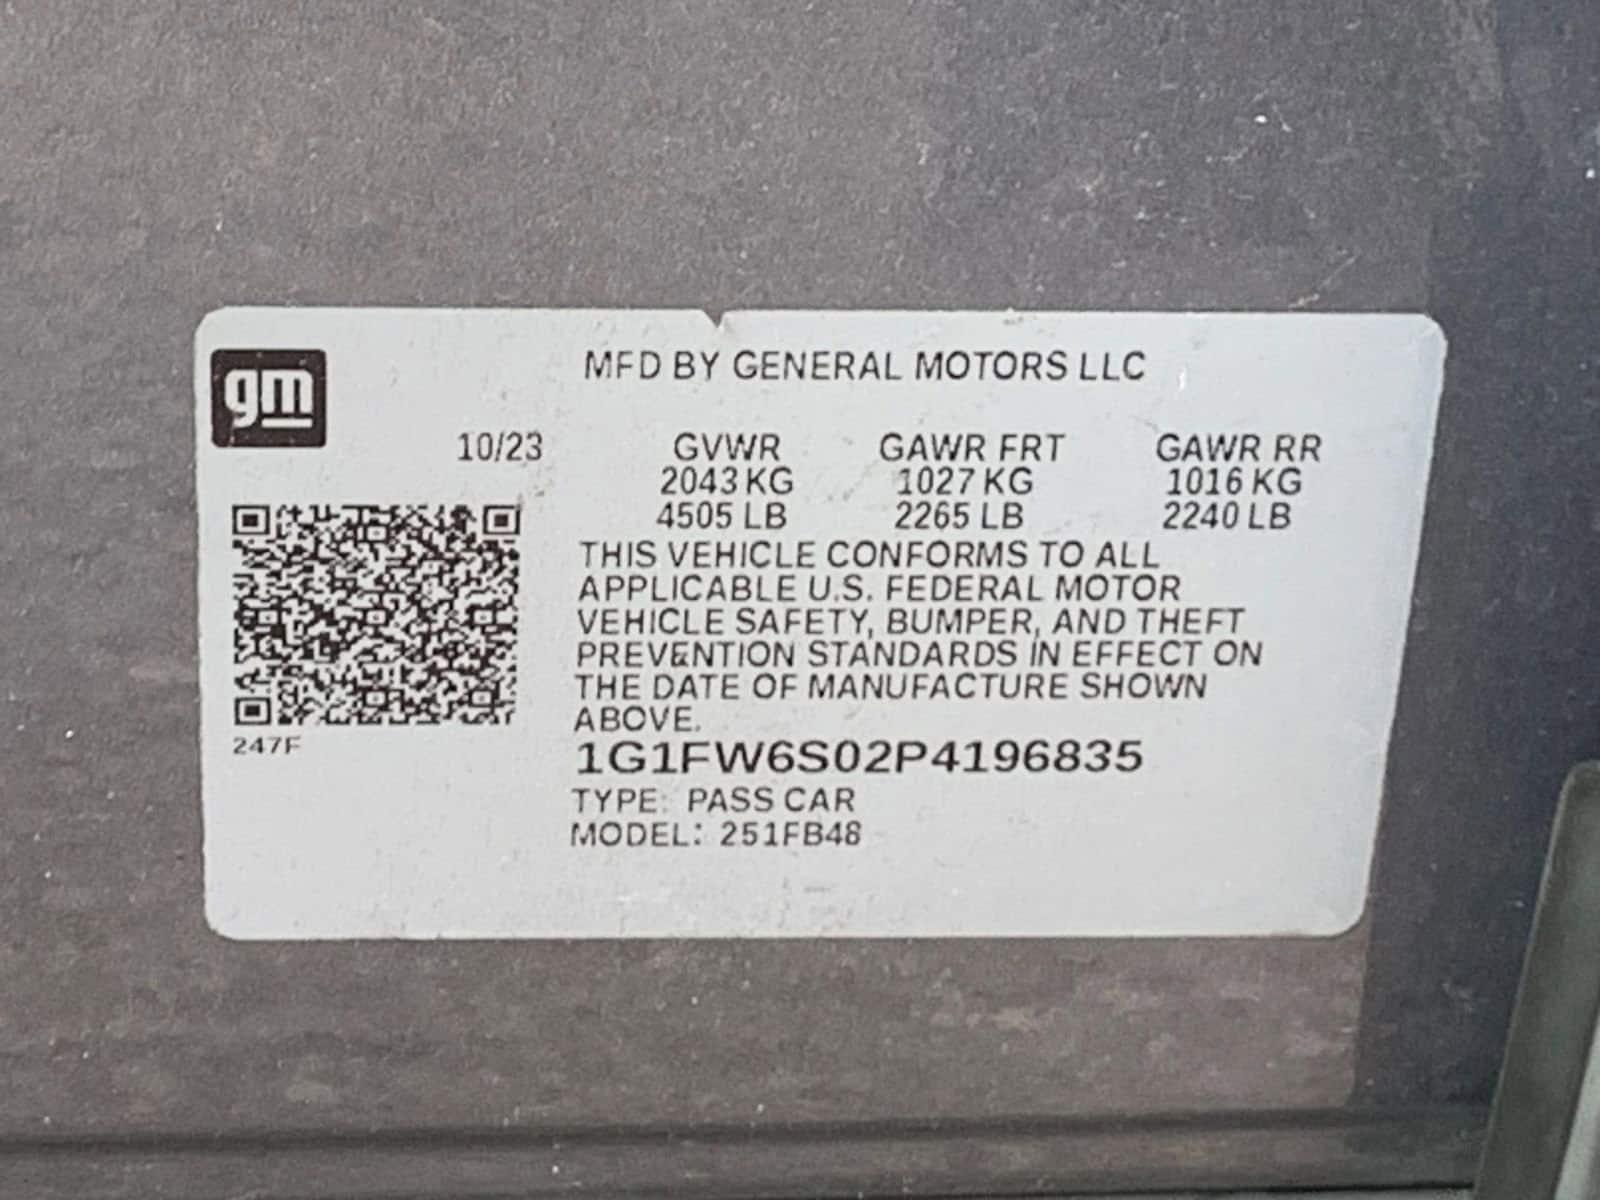 gm
MFD BY GENERAL MOTORS LLC
10/23 GVWR GAWR FRT GAWR RR
2043 KG 1027 KG 1016 KG
4505 LB 2265 LB 2240 LB
THIS VEHICLE CONFORMS TO ALL
APPLICABLE U.S. FEDERAL MOTOR
VEHICLE SAFETY, BUMPER, AND THEFT
PREVENTION STANDARDS IN EFFECT ON
THE DATE OF MANUFACTURE SHOWN
ABOVE.
247F
1G1FW6S02P4196835
TYPE: PASS CAR
MODEL: 251FB48